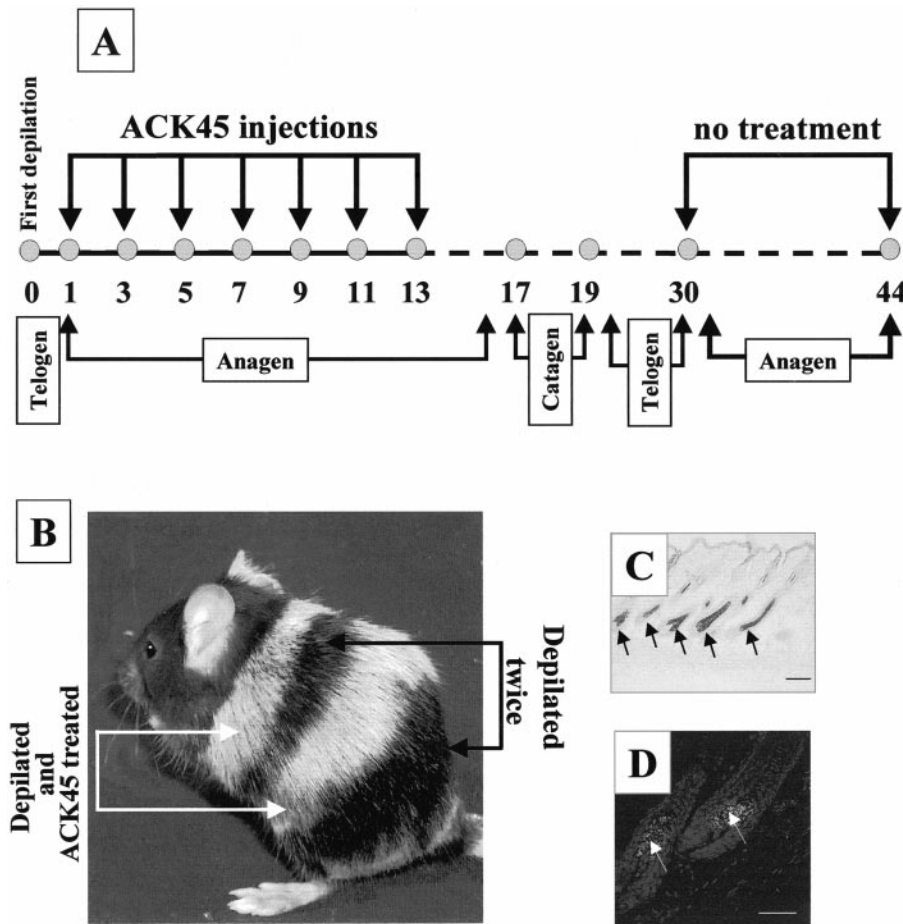 A
First depilation
ACK45 injections
no treatment
0 1 3 5 7 9 11 13 17 19 30 44
Telogen
Anagen
Catagen
Telogen
Anagen
B
Depilated
and
ACK45 treated
Depilated
twice
C
D